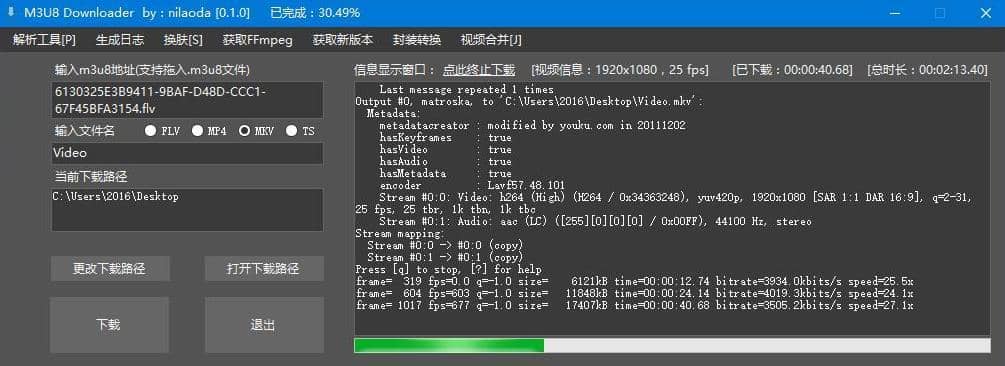 M3U8 Downloader by：nilaoda [0.1.0] 已完成：30.49%
解析工具[P] 生成日志 换肤[S] 获取FFmpeg 获取新版本 封装转换 视频合并[J]
输入m3u8地址(支持拖入.m3u8文件)
6130325E3B9411-9BAF-D48D-CCC1-
67F45BFA3154.flv
输入文件名 FLV MP4 MKV TS
Video
当前下载路径
C:\Users\2016\Desktop
更改下载路径 打开下载路径
下载 退出
信息显示窗口： 点此终止下载 [视频信息：1920x1080，25 fps] [已下载：00:00:40.68] [总时长：00:02:13.40]
Last message repeated 1 times
Output #0, matroska, to 'C:\Users\2016\Desktop\Video.mkv':
Metadata:
metadatacreator : modified by youku.com in 20111202
hasKeyframes : true
hasVideo : true
hasAudio : true
hasMetadata : true
encoder : Lavf57.48.101
Stream #0:0: Video: h264 (High) (H264 / 0x34363248), yuv420p, 1920x1080 [SAR 1:1 DAR 16:9], q=2-31,
25 fps, 25 tbr, 1k tbn, 1k tbc
Stream #0:1: Audio: aac (LC) ([255][0][0][0] / 0x00FF), 44100 Hz, stereo
Stream mapping:
Stream #0:0 -> #0:0 (copy)
Stream #0:1 -> #0:1 (copy)
Press [q] to stop, [?] for help
frame= 319 fps=0.0 q=-1.0 size= 6121kB time=00:00:12.74 bitrate=3934.0kbits/s speed=25.5x
frame= 604 fps=603 q=-1.0 size= 11848kB time=00:00:24.14 bitrate=4019.3kbits/s speed=24.1x
frame= 1017 fps=677 q=-1.0 size= 17407kB time=00:00:40.68 bitrate=3505.2kbits/s speed=27.1x